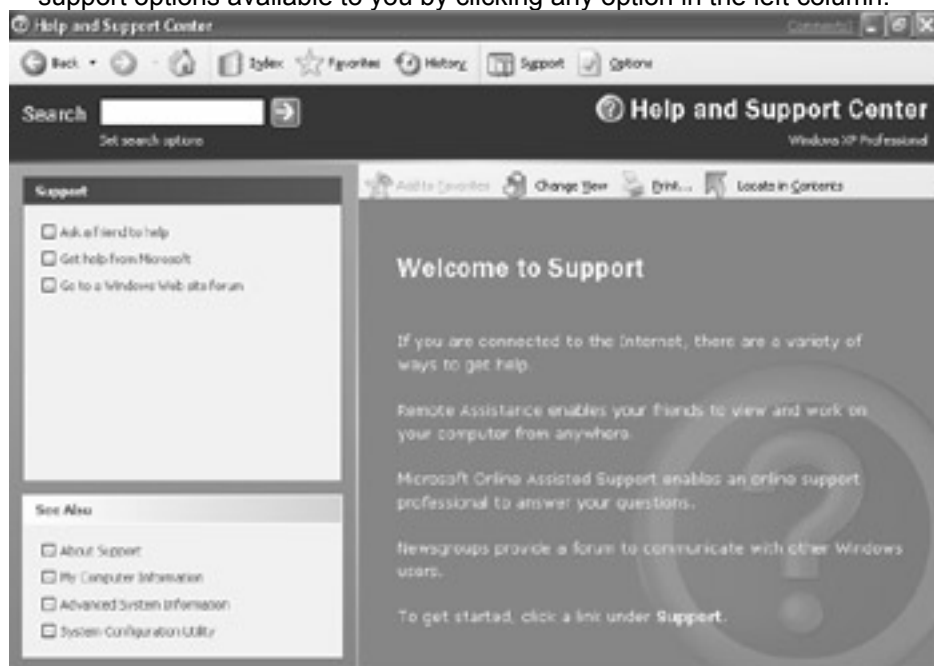 support options available to you by clicking any option in the left column.
Help and Support Center
Comments?
Back Index Favorites History Support Options
Search
Set search options
Help and Support Center
Windows XP Professional
Support
Ask a friend to help
Get help from Microsoft
Go to a Windows Web site forum
See Also
About Support
My Computer Information
Advanced System Information
System Configuration Utility
Add to Favorites Change View Print... Locate in Contents
Welcome to Support
If you are connected to the Internet, there are a variety of
ways to get help.
Remote Assistance enables your friends to view and work on
your computer from anywhere.
Microsoft Online Assisted Support enables an online support
professional to answer your questions.
Newsgroups provide a forum to communicate with other Windows
users.
To get started, click a link under Support.